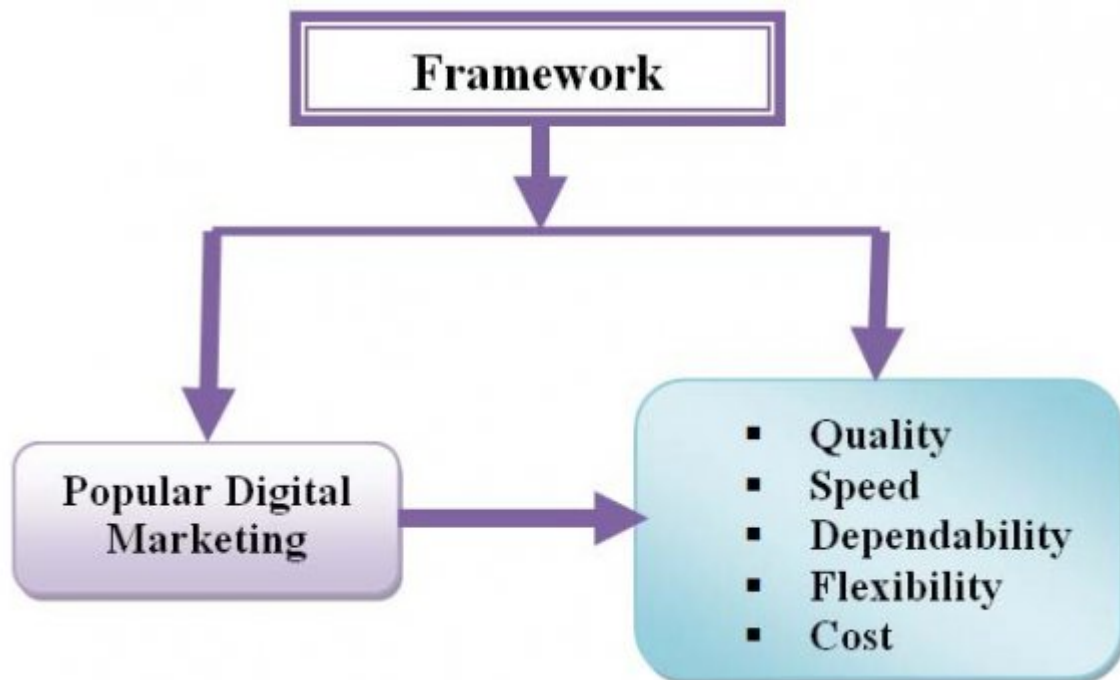 Framework
Popular Digital
Marketing
▪ Quality
▪ Speed
▪ Dependability
▪ Flexibility
▪ Cost